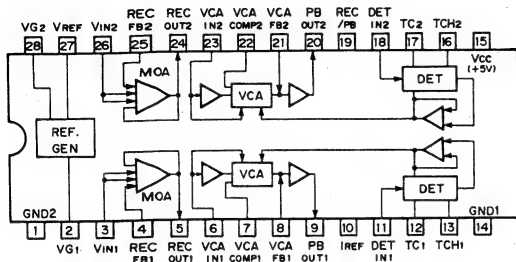 REC REC VCA VCA VCA PB REC DET
VG2 VREF VIN2 FB2 OUT2 IN2 COMP2 FB2 OUT2 /PB IN2 TC2 TCH2
28 27 26 25 24 23 22 21 20 19 18 17 16 15
VCC
(+5V)
MOA
DET
VCA
REF.
GEN
MOA
VCA
DET
GND2
GND1
1 2 3 4 5 6 7 8 9 10 11 12 13 14
VG1 VIN1 REC REC VCA VCA VCA PB IREF DET TC1 TCH1
FB1 OUT1 IN1 COMP1 FB1 OUT1 IN1